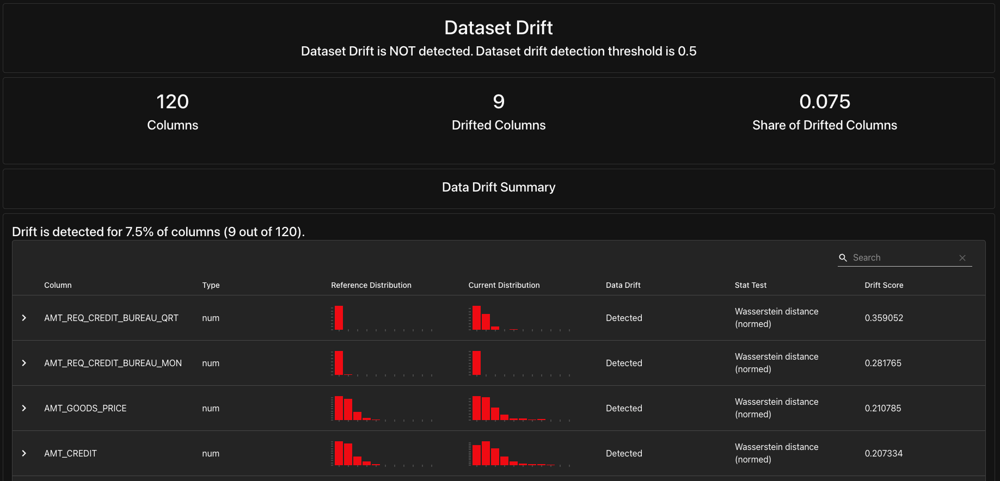 Dataset Drift
Dataset Drift is NOT detected. Dataset drift detection threshold is 0.5
120
Columns
9
Drifted Columns
0.075
Share of Drifted Columns
Data Drift Summary
Drift is detected for 7.5% of columns (9 out of 120).
Search
Column Type Reference Distribution Current Distribution Data Drift Stat Test Drift Score
AMT_REQ_CREDIT_BUREAU_QRT num Detected Wasserstein distance (normed) 0.359052
AMT_REQ_CREDIT_BUREAU_MON num Detected Wasserstein distance (normed) 0.281765
AMT_GOODS_PRICE num Detected Wasserstein distance (normed) 0.210785
AMT_CREDIT num Detected Wasserstein distance (normed) 0.207334